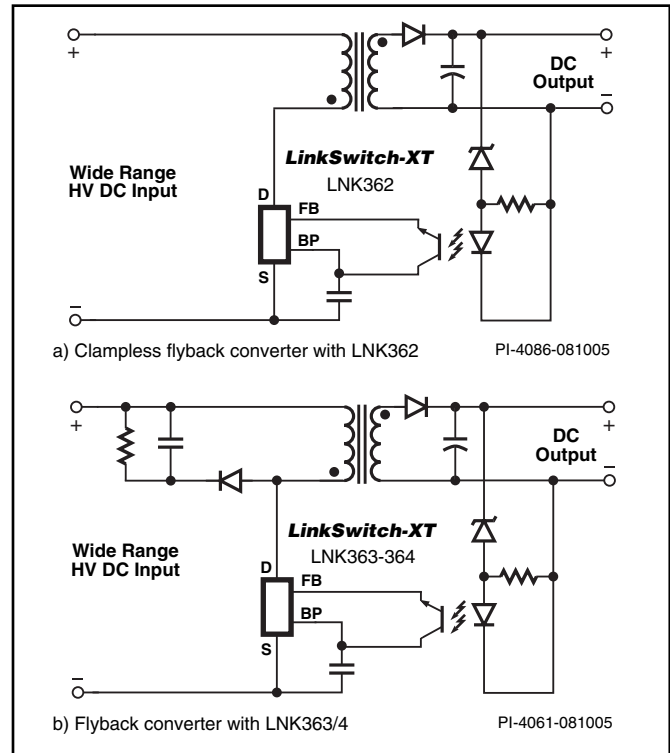 +
+
DC
Output
–
LinkSwitch-XT
Wide Range
HV DC Input
LNK362
D
FB
BP
S
–
a) Clampless flyback converter with LNK362
PI-4086-081005
+
+
DC
Output
–
LinkSwitch-XT
Wide Range
HV DC Input
LNK363-364
D
FB
BP
S
–
b) Flyback converter with LNK363/4
PI-4061-081005